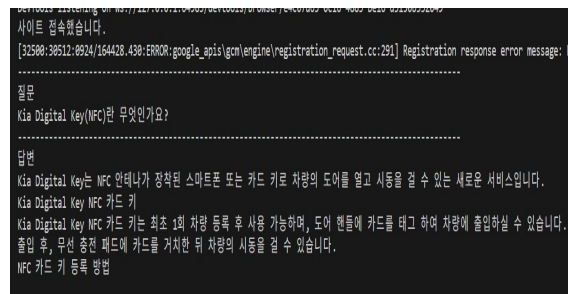 사이트 접속했습니다.
[32500:30512:0924/164428.430:ERROR:google_apis\gcm\engine\registration_request.cc:291] Registration response error message:
--------------------------------------------------------------------------------
질문
Kia Digital Key(NFC)란 무엇인가요?
--------------------------------------------------------------------------------
답변
Kia Digital Key는 NFC 안테나가 장착된 스마트폰 또는 카드 키로 차량의 도어를 열고 시동을 걸 수 있는 새로운 서비스입니다.
Kia Digital Key NFC 카드 키
Kia Digital Key NFC 카드 키는 최초 1회 차량 등록 후 사용 가능하며, 도어 핸들에 카드를 태그 하여 차량에 출입하실 수 있습니다.
출입 후, 무선 충전 패드에 카드를 거치한 뒤 차량의 시동을 걸 수 있습니다.
NFC 카드 키 등록 방법